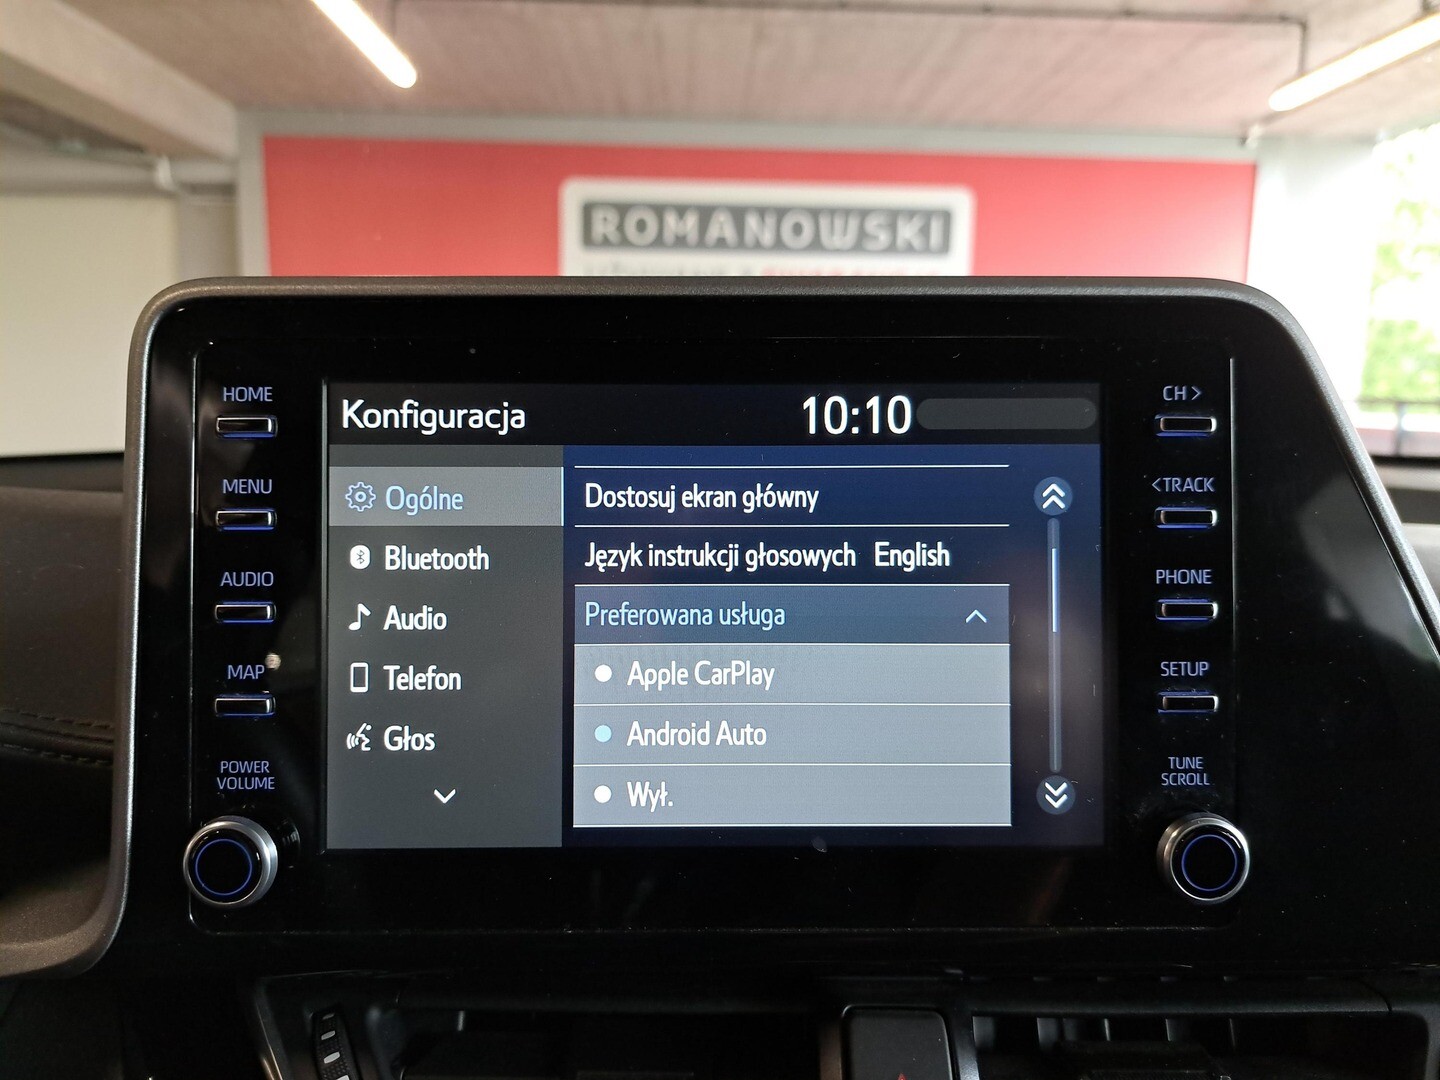 ROMANOWSKI
HOME
MENU
AUDIO
MAP
POWER
VOLUME
Konfiguracja 10:10
Ogólne
Bluetooth
Audio
Telefon
Głos
Dostosuj ekran główny
Język instrukcji głosowych English
Preferowana usługa
Apple CarPlay
Android Auto
Wył.
CH >
<TRACK
PHONE
SETUP
TUNE
SCROLL